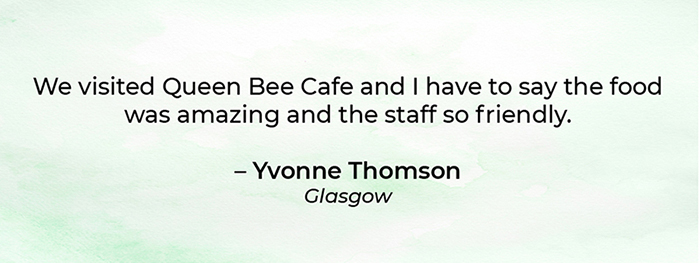 We visited Queen Bee Cafe and I have to say the food
was amazing and the staff so friendly.
– Yvonne Thomson
Glasgow